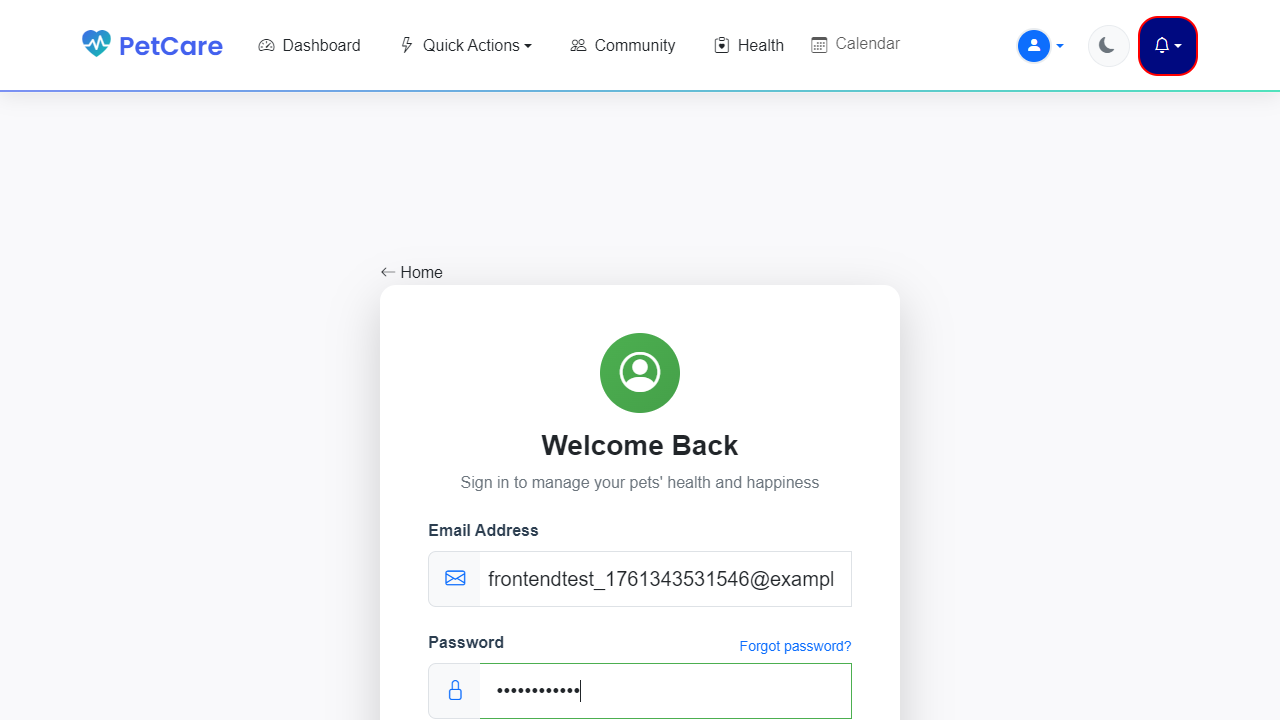 PetCare Dashboard Quick Actions Community Health Calendar
Home
Welcome Back
Sign in to manage your pets' health and happiness
Email Address
frontendtest_1761343531546@exampl
Password Forgot password?
••••••••••••